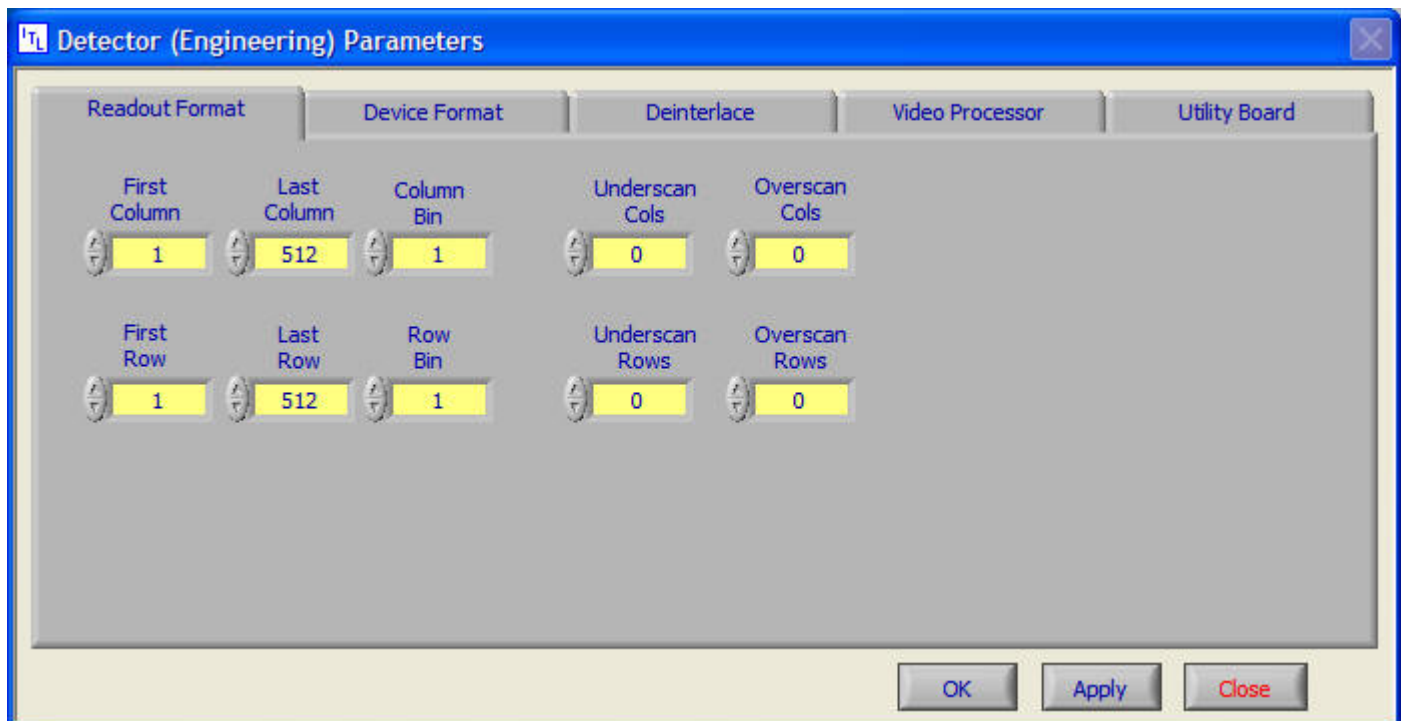 ITL Detector (Engineering) Parameters
Readout Format Device Format Deinterlace Video Processor Utility Board
First Last Column Underscan Overscan
Column Column Bin Cols Cols
1 512 1 0 0
First Last Row Underscan Overscan
Row Row Bin Rows Rows
1 512 1 0 0
OK Apply Close